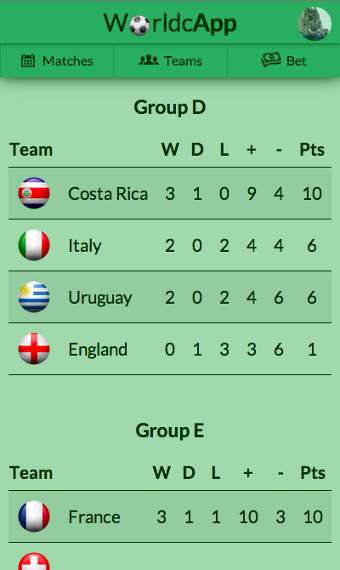 WorldcApp
Matches Teams Bet
Group D
Team W D L + - Pts
Costa Rica 3 1 0 9 4 10
Italy 2 0 2 4 4 6
Uruguay 2 0 2 4 6 6
England 0 1 3 3 6 1
Group E
Team W D L + - Pts
France 3 1 1 10 3 10